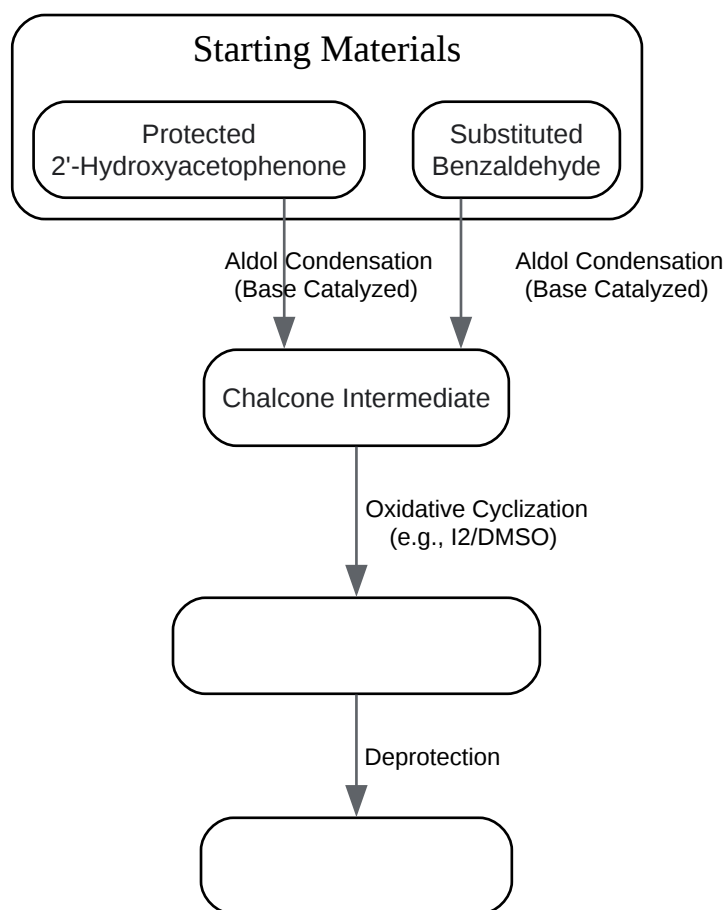 Starting Materials
Protected
2'-Hydroxyacetophenone
Substituted
Benzaldehyde
Aldol Condensation
(Base Catalyzed)
Aldol Condensation
(Base Catalyzed)
Chalcone Intermediate
Oxidative Cyclization
(e.g., I2/DMSO)
Deprotection